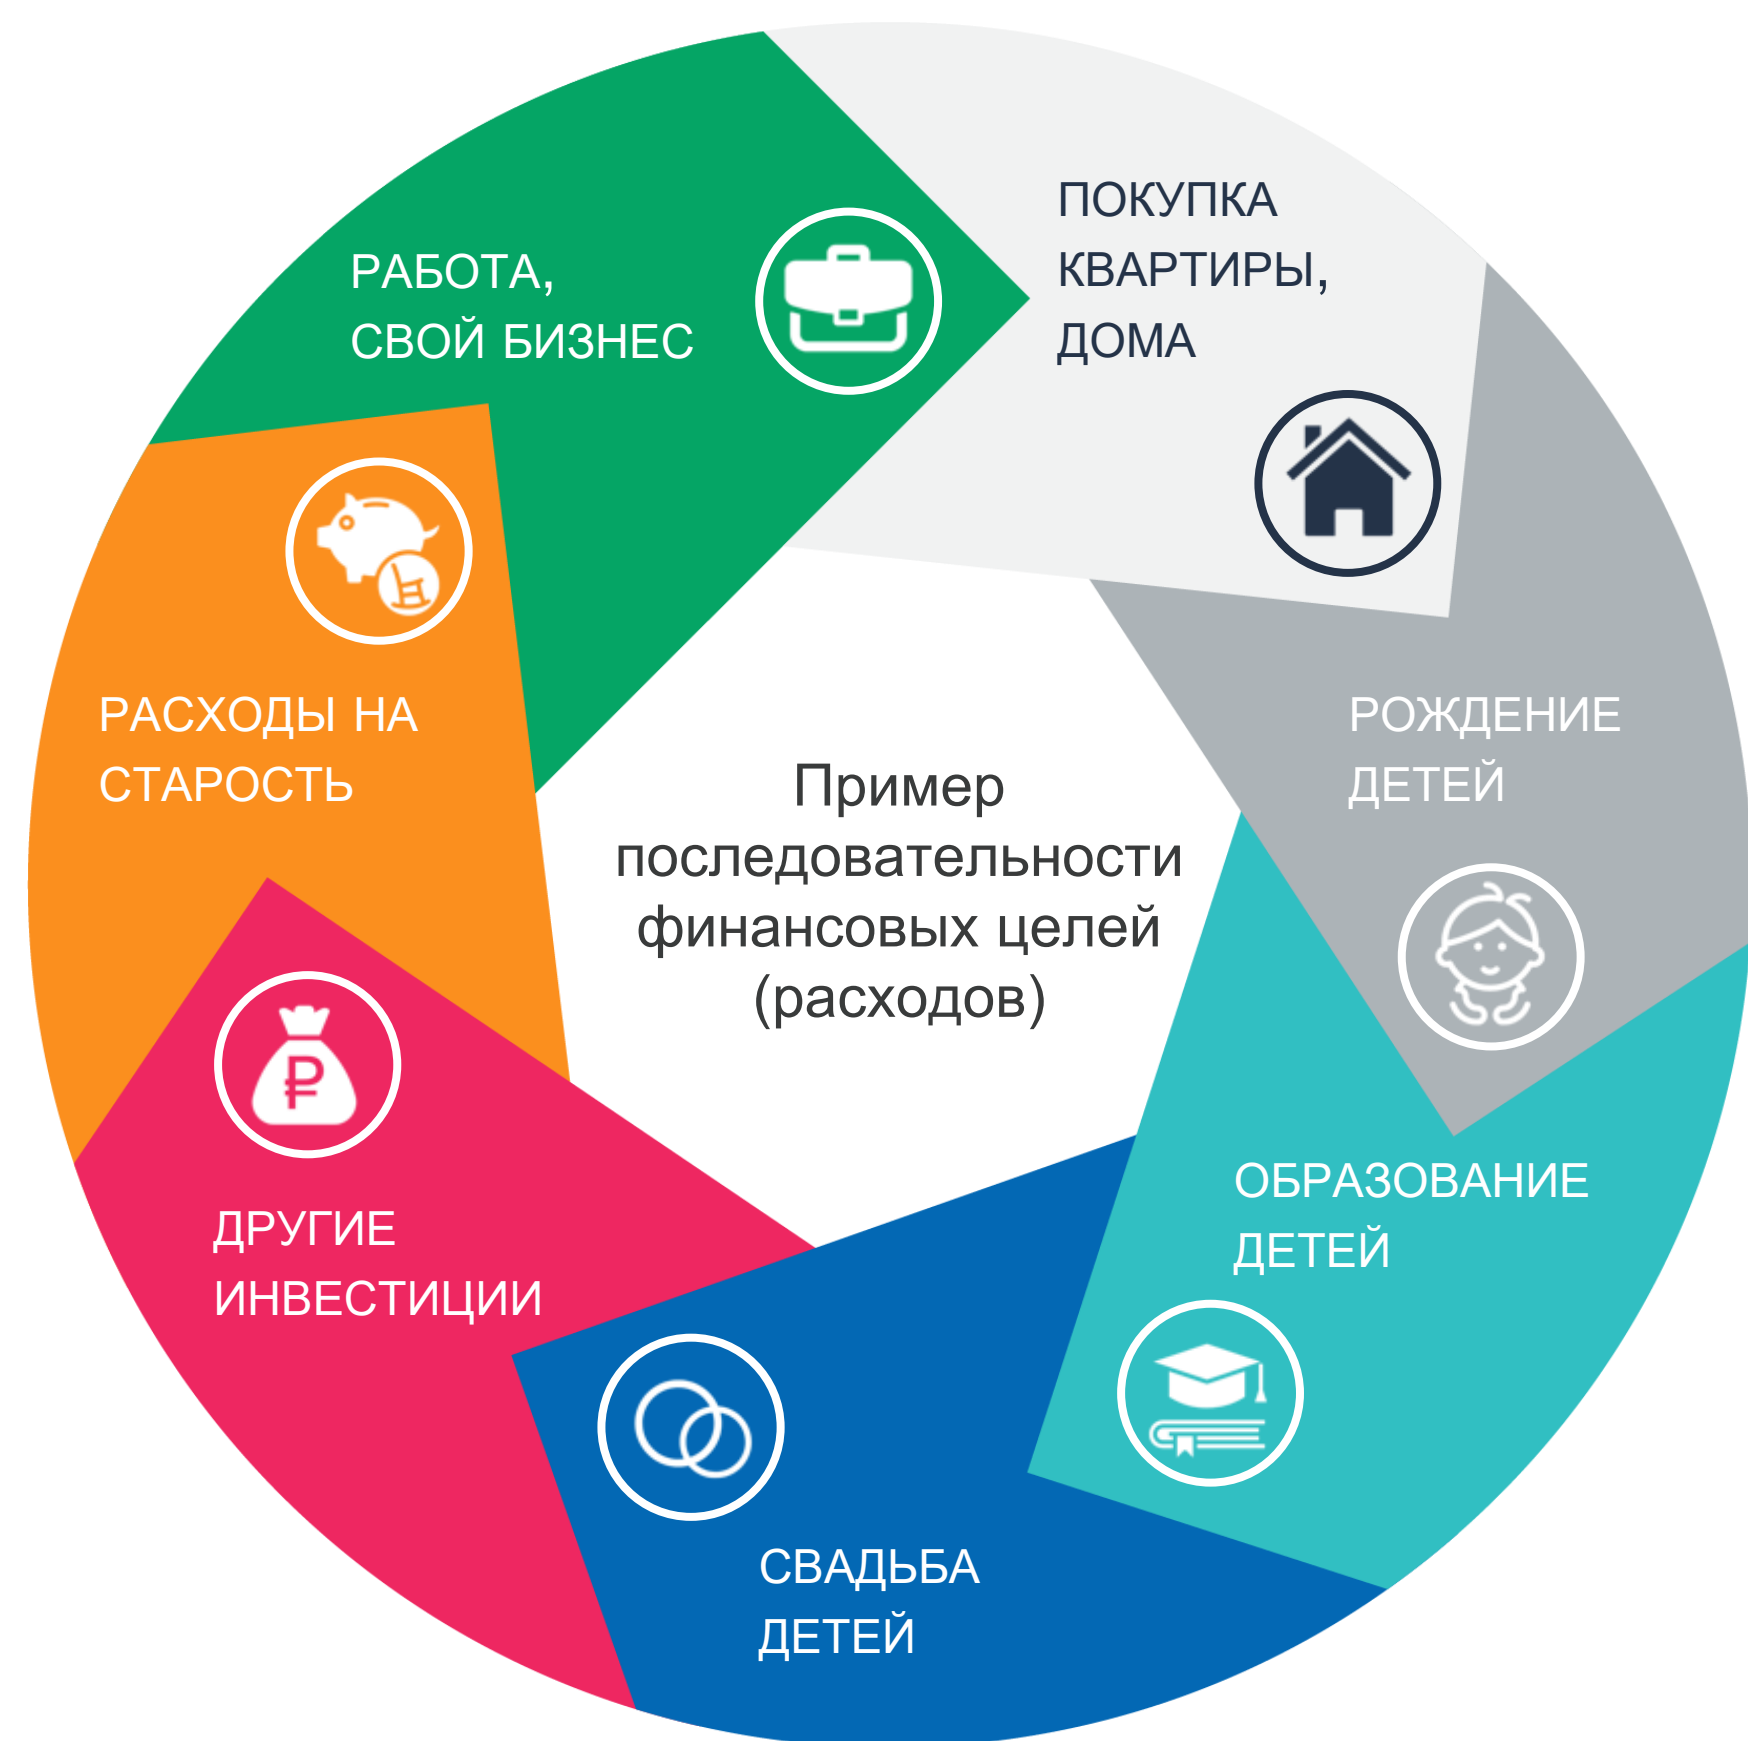 РАБОТА,
СВОЙ БИЗНЕС
ПОКУПКА
КВАРТИРЫ,
ДОМА
РОЖДЕНИЕ
ДЕТЕЙ
ОБРАЗОВАНИЕ
ДЕТЕЙ
СВАДЬБА
ДЕТЕЙ
ДРУГИЕ
ИНВЕСТИЦИИ
РАСХОДЫ НА
СТАРОСТЬ
Пример
последовательности
финансовых целей
(расходов)
₽